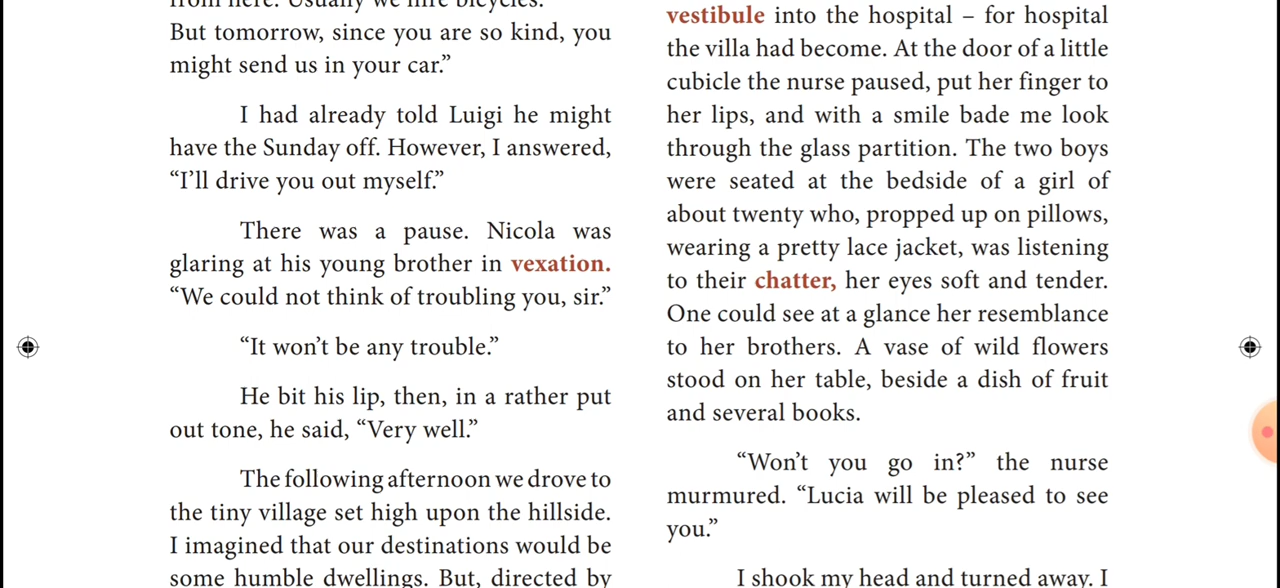 from here. Usually we hire bicycles.
But tomorrow, since you are so kind, you
might send us in your car.”
I had already told Luigi he might
have the Sunday off. However, I answered,
“I’ll drive you out myself.”
There was a pause. Nicola was
glaring at his young brother in vexation.
“We could not think of troubling you, sir.”
“It won’t be any trouble.”
He bit his lip, then, in a rather put
out tone, he said, “Very well.”
The following afternoon we drove to
the tiny village set high upon the hillside.
I imagined that our destinations would be
some humble dwellings. But, directed by
vestibule into the hospital – for hospital
the villa had become. At the door of a little
cubicle the nurse paused, put her finger to
her lips, and with a smile bade me look
through the glass partition. The two boys
were seated at the bedside of a girl of
about twenty who, propped up on pillows,
wearing a pretty lace jacket, was listening
to their chatter, her eyes soft and tender.
One could see at a glance her resemblance
to her brothers. A vase of wild flowers
stood on her table, beside a dish of fruit
and several books.
“Won’t you go in?” the nurse
murmured. “Lucia will be pleased to see
you.”
I shook my head and turned away. I